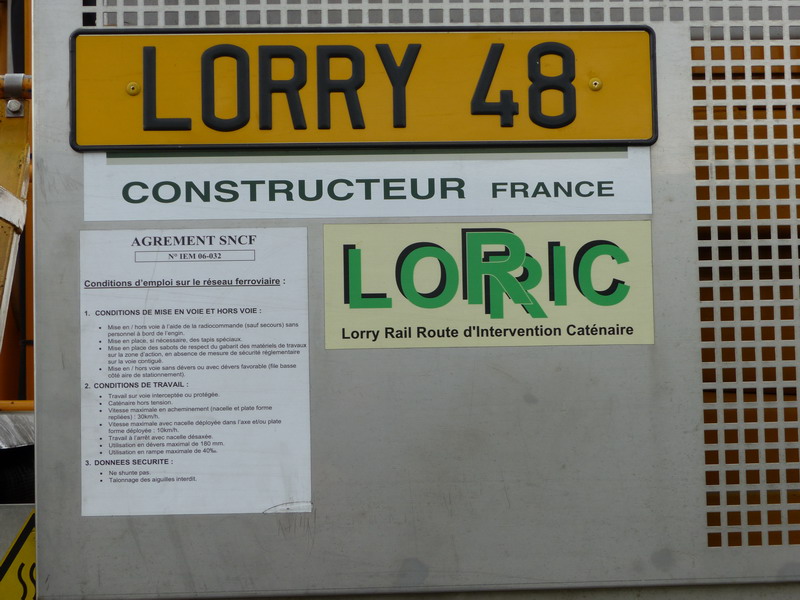 LORRY 48
CONSTRUCTEUR FRANCE
AGREMENT SNCF
N° IEM 06-032
Conditions d'emploi sur le réseau ferroviaire :
1. CONDITIONS DE MISE EN VOIE ET HORS VOIE :
• Mise en / hors voie à l'aide de la radiocommande (sauf secours) sans
personnel à bord de l'engin.
• Mise en place, si nécessaire, des tapis spéciaux.
• Mise en place des sabots de respect du gabarit des matériels de travaux
sur la zone d'action, en absence de mesure de sécurité réglementaire
sur la voie contiguë.
• Mise en / hors voie sans dévers ou avec dévers favorable (file basse
côté aire de stationnement).
2. CONDITIONS DE TRAVAIL :
• Travail sur voie interceptée ou protégée.
• Caténaire hors tension.
• Vitesse maximale en acheminement (nacelle et plate forme
repliées) : 30km/h.
• Vitesse maximale avec nacelle déployée dans l'axe et/ou plate
forme déployée : 10km/h.
• Travail à l'arrêt avec nacelle désaxée.
• Utilisation en dévers maximal de 180 mm.
• Utilisation en rampe maximale de 40‰.
3. DONNEES SECURITE :
• Ne shunte pas.
• Talonnage des aiguilles interdit.
LORRIC
Lorry Rail Route d'Intervention Caténaire